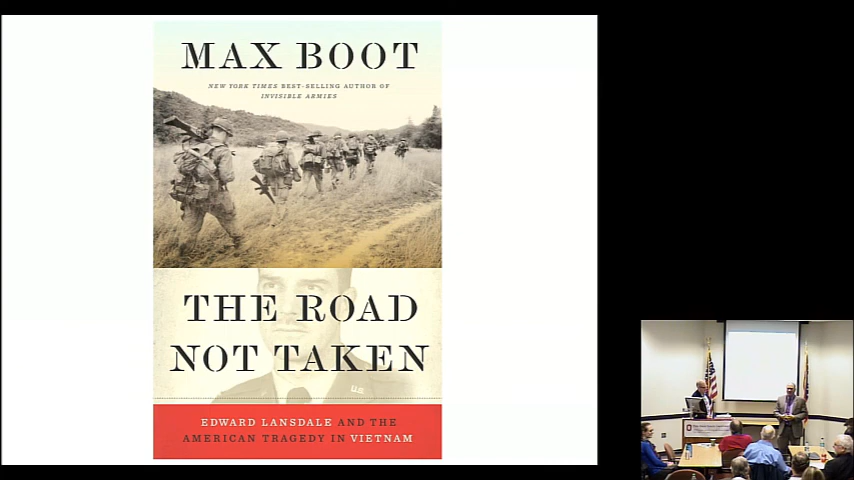 MAX BOOT
NEW YORK TIMES BEST-SELLING AUTHOR OF
INVISIBLE ARMIES
THE ROAD
NOT TAKEN
U.S.
EDWARD LANSDALE AND THE
AMERICAN TRAGEDY IN VIETNAM